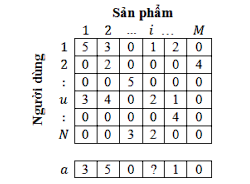 Sản phẩm
1 2 ... i ... M
Người dùng
1 5 3 0 1 2 0
2 0 2 0 0 0 4
: 0 0 5 0 0 0
u 3 4 0 2 1 0
: 0 0 0 0 4 0
N 0 0 3 2 0 0
a 3 5 0 ? 1 0